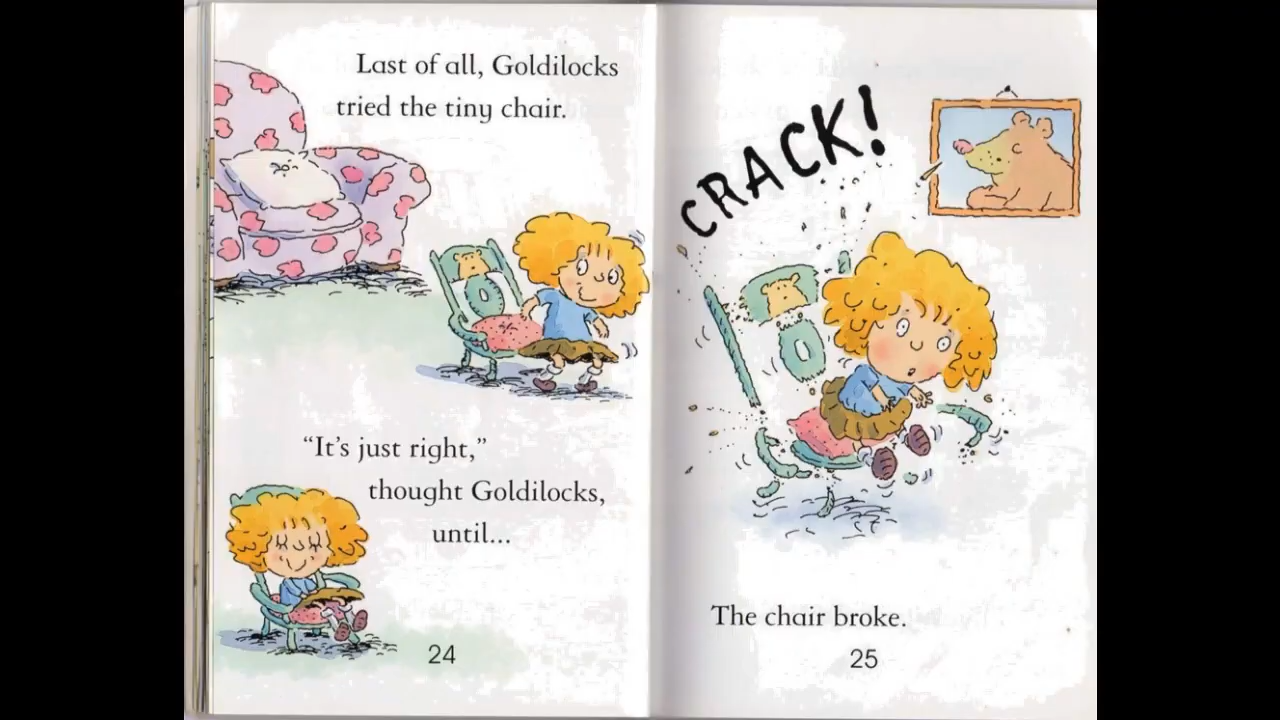 Last of all, Goldilocks
tried the tiny chair.
“It’s just right,”
thought Goldilocks,
until...
24
CRACK!
The chair broke.
25